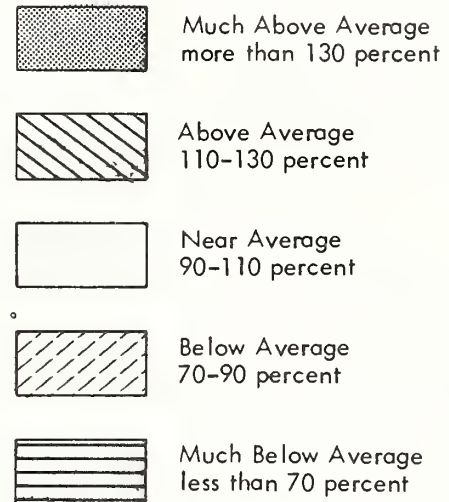 Much Above Average
more than 130 percent
Above Average
110-130 percent
Near Average
90-110 percent
Below Average
70-90 percent
Much Below Average
less than 70 percent